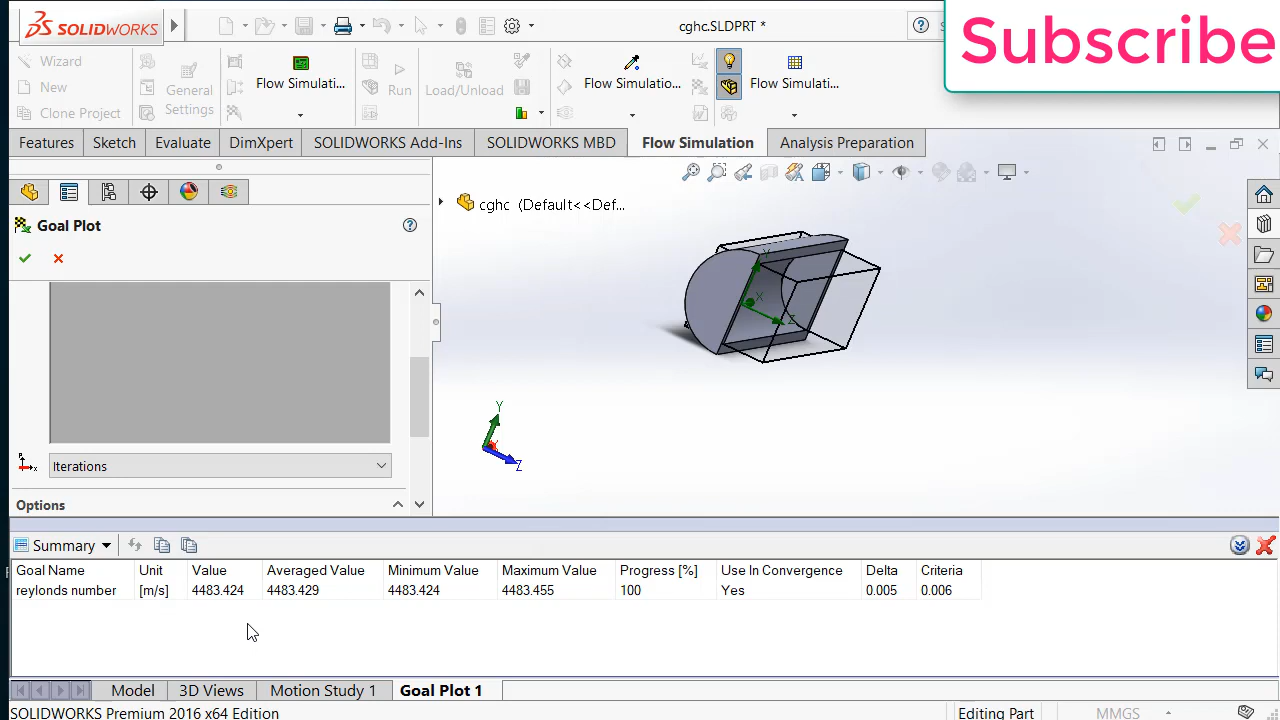 SOLIDWORKS
cghc.SLDPRT *
Subscribe
Wizard
New
Clone Project
General
Settings
Flow Simulati...
Run
Load/Unload
Flow Simulatio...
Flow Simulati...
Features
Sketch
Evaluate
DimXpert
SOLIDWORKS Add-Ins
SOLIDWORKS MBD
Flow Simulation
Analysis Preparation
Goal Plot
cghc (Default<<Def...
Y
X
Z
Iterations
Options
Y
Z
Summary
Goal Name Unit Value Averaged Value Minimum Value Maximum Value Progress [%] Use In Convergence Delta Criteria
reylonds number [m/s] 4483.424 4483.429 4483.424 4483.455 100 Yes 0.005 0.006
Model
3D Views
Motion Study 1
Goal Plot 1
SOLIDWORKS Premium 2016 x64 Edition
Editing Part
MMGS